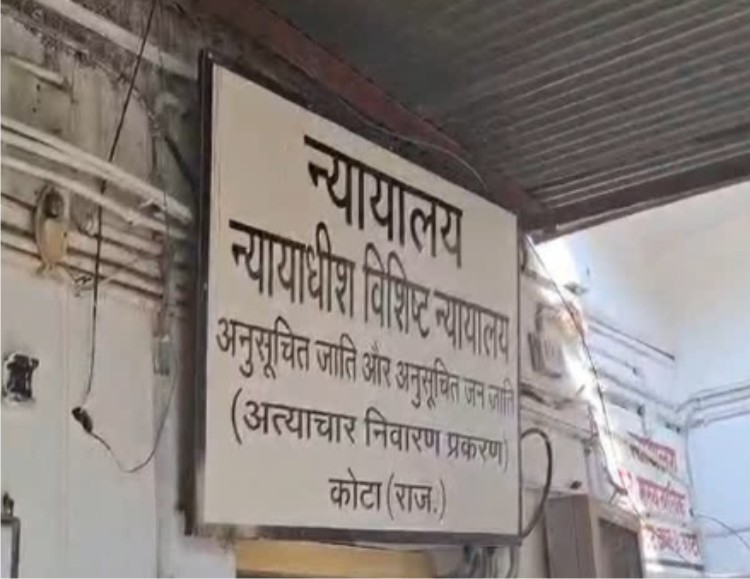 न्यायालय
न्यायाधीश विशिष्ट न्यायालय
अनुसूचित जाति और अनुसूचित जन जाति
(अत्याचार निवारण प्रकरण)
कोटा (राज.)